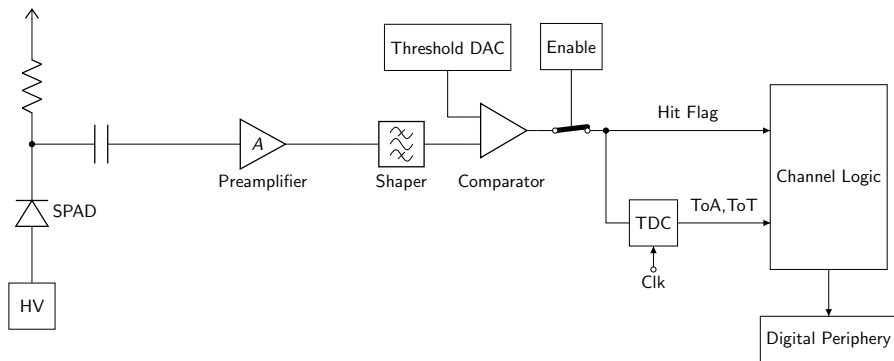 Threshold DAC
Enable
Hit Flag
A
Preamplifier
Shaper
Comparator
Channel Logic
SPAD
TDC
ToA,ToT
Clk
HV
Digital Periphery